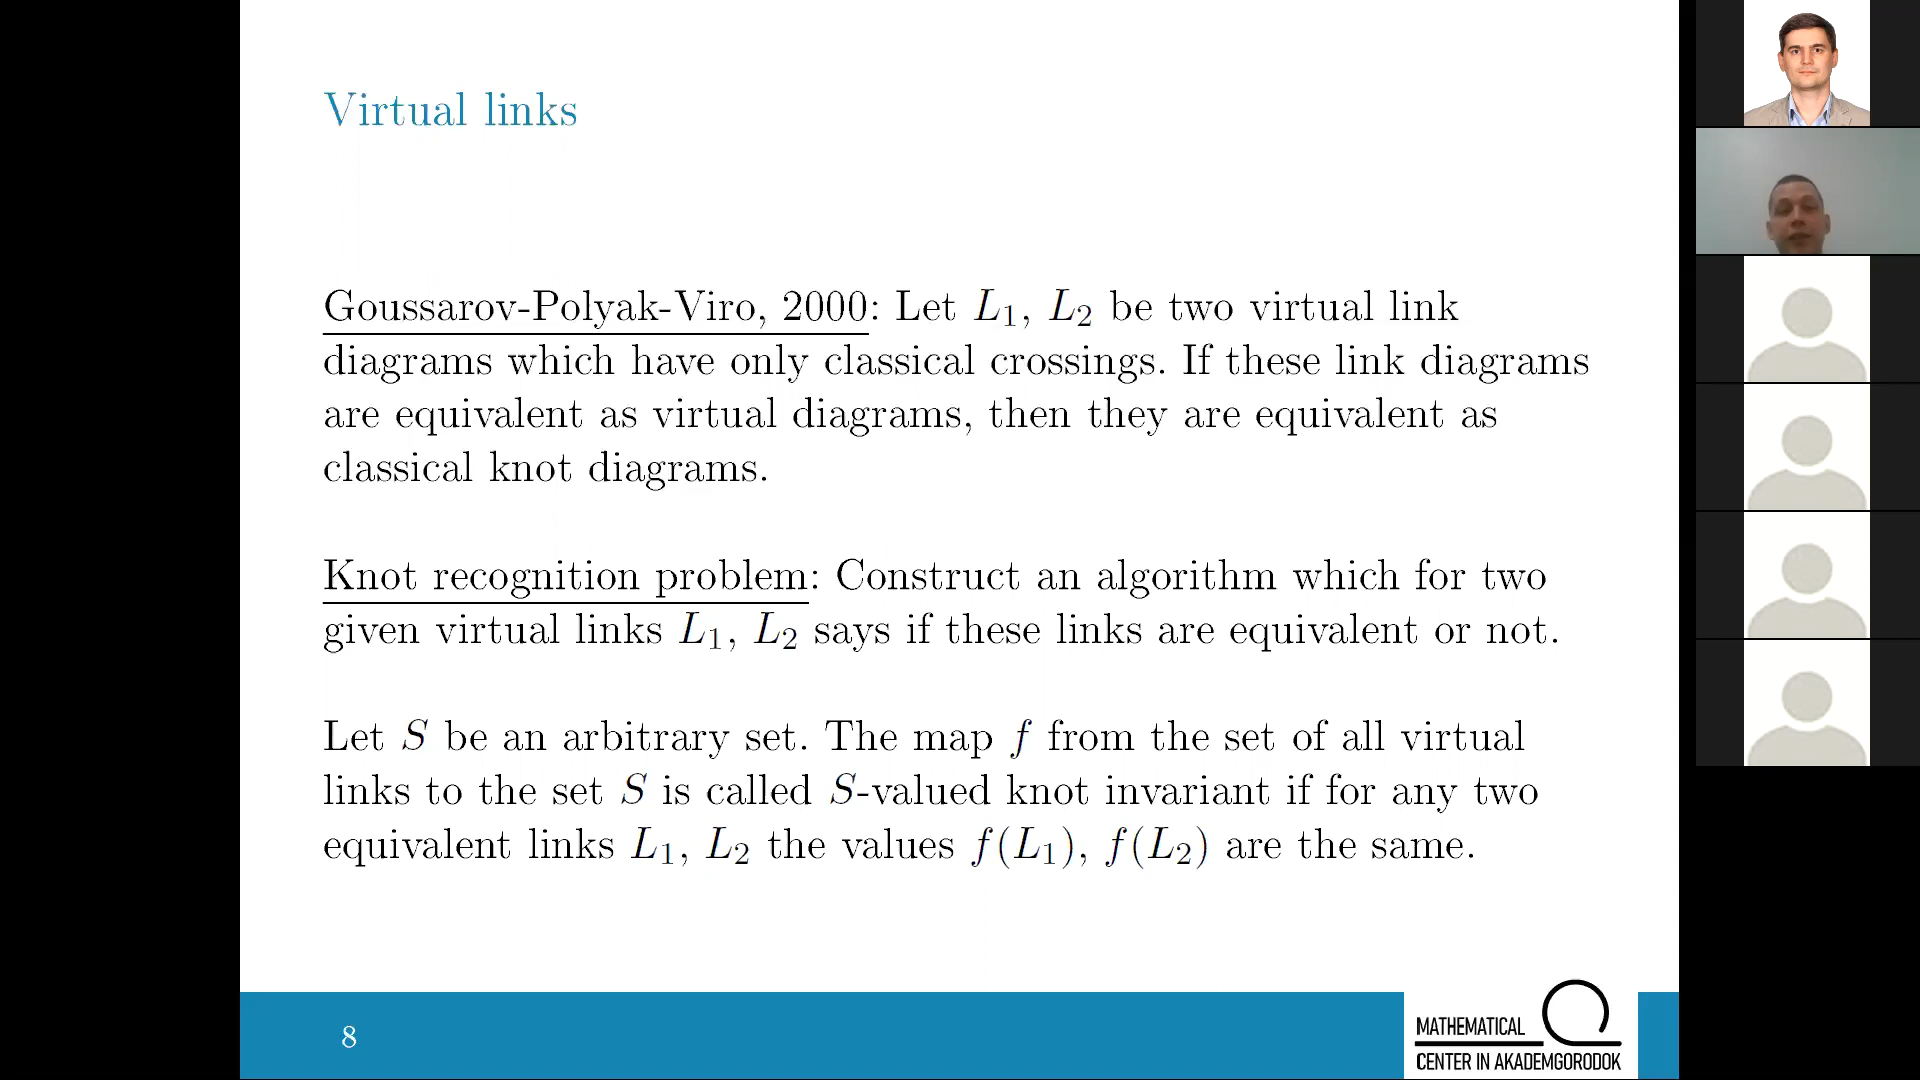 Virtual links
Goussarov-Polyak-Viro, 2000: Let L₁, L₂ be two virtual link
diagrams which have only classical crossings. If these link diagrams
are equivalent as virtual diagrams, then they are equivalent as
classical knot diagrams.
Knot recognition problem: Construct an algorithm which for two
given virtual links L₁, L₂ says if these links are equivalent or not.
Let S be an arbitrary set. The map f from the set of all virtual
links to the set S is called S-valued knot invariant if for any two
equivalent links L₁, L₂ the values f(L₁), f(L₂) are the same.
8
MATHEMATICAL
CENTER IN AKADEMGORODOK